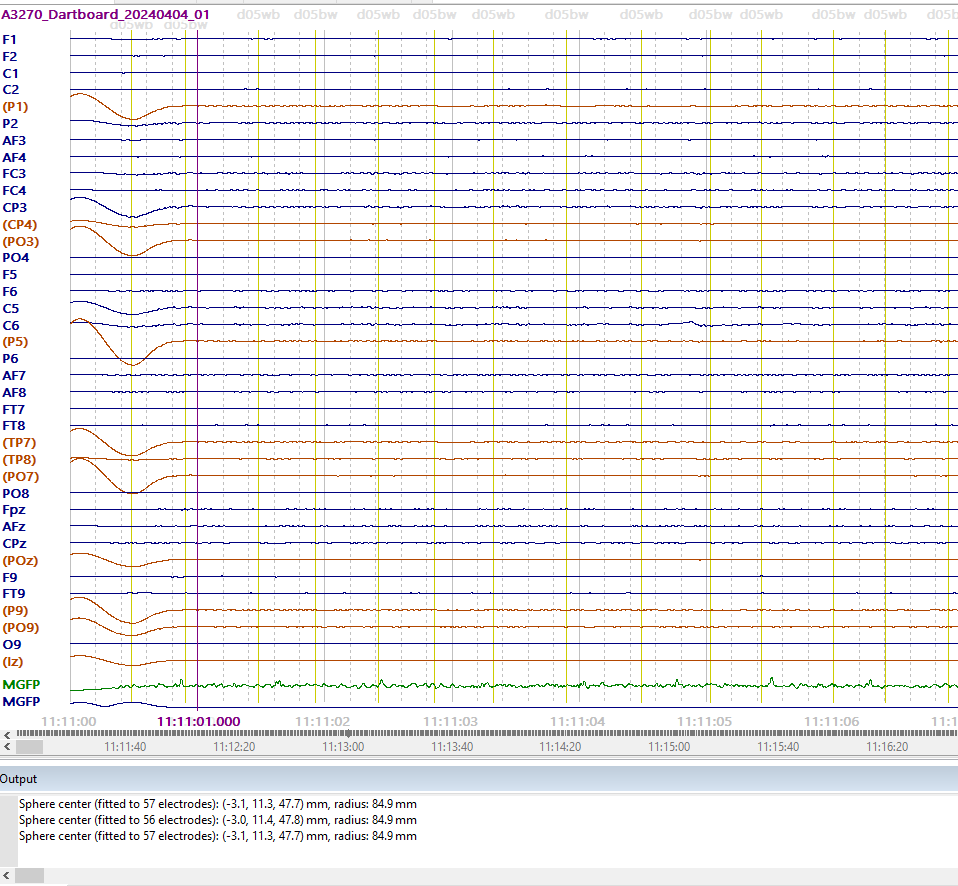 A3270_Dartboard_20240404_01 d05wb d05bw d05wb d05bw d05wb d05bw d05wb d05bw d05wb d05bw d05wb d05b
d05wb d05bw
F1
F2
C1
C2
(P1)
P2
AF3
AF4
FC3
FC4
CP3
(CP4)
(PO3)
PO4
F5
F6
C5
C6
(P5)
P6
AF7
AF8
FT7
FT8
(TP7)
(TP8)
(PO7)
PO8
Fpz
AFz
CPz
(POz)
F9
FT9
(P9)
(PO9)
O9
(Iz)
MGFP
MGFP
11:11:00 11:11:01.000 11:11:02 11:11:03 11:11:04 11:11:05 11:11:06 11:1
11:11:40 11:12:20 11:13:00 11:13:40 11:14:20 11:15:00 11:15:40 11:16:20
Output
Sphere center (fitted to 57 electrodes): (-3.1, 11.3, 47.7) mm, radius: 84.9 mm
Sphere center (fitted to 56 electrodes): (-3.0, 11.4, 47.8) mm, radius: 84.9 mm
Sphere center (fitted to 57 electrodes): (-3.1, 11.3, 47.7) mm, radius: 84.9 mm